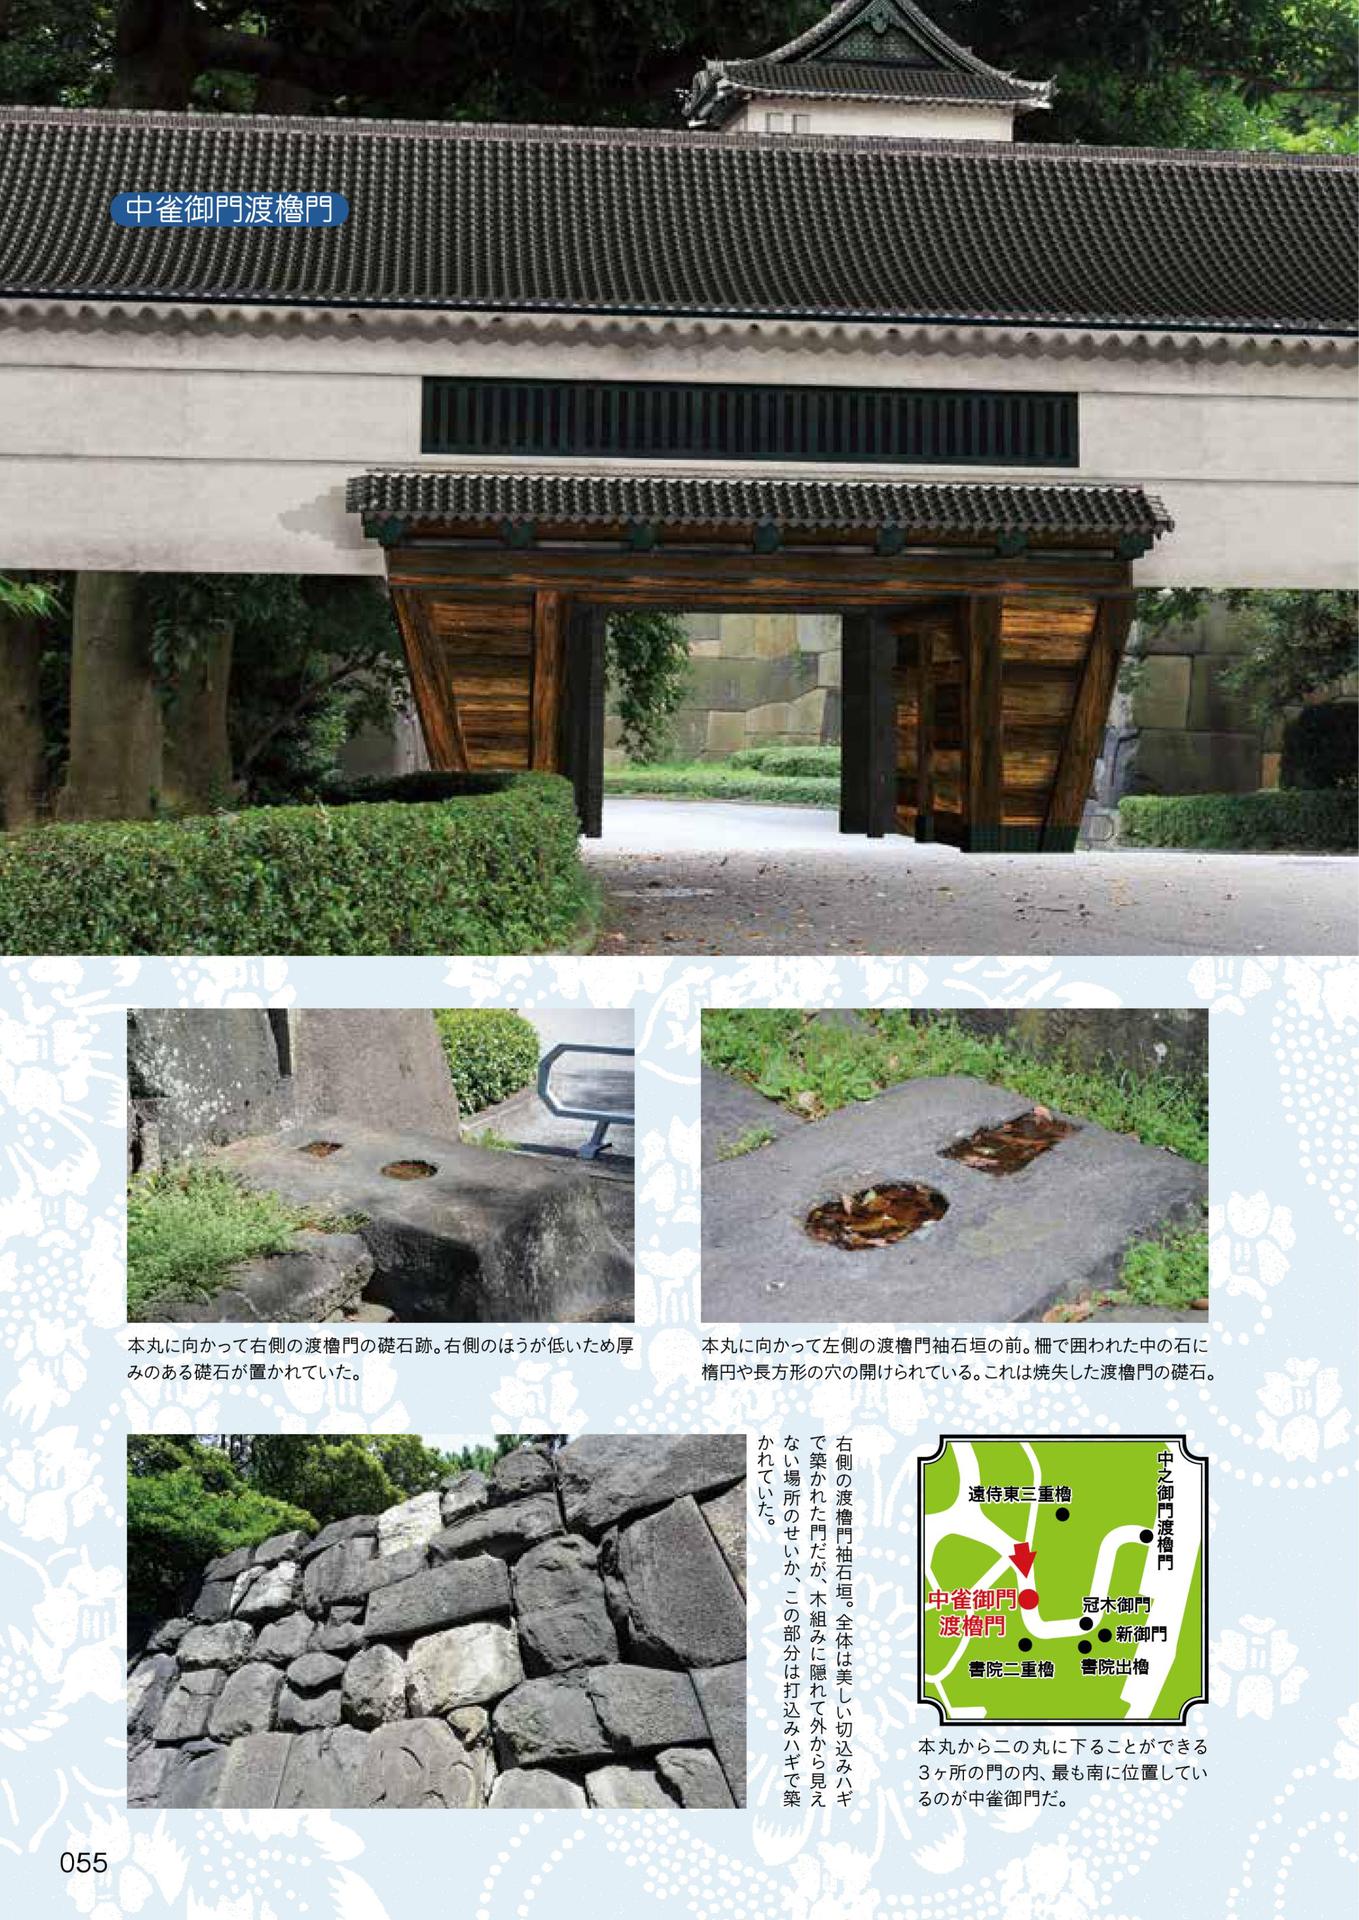 中雀御門渡櫓門
本丸に向かって右側の渡櫓門の礎石跡。右側のほうが低いため厚
みのある礎石が置かれていた。
本丸に向かって左側の渡櫓門袖石垣の前。柵で囲われた中の石に
楕円や長方形の穴の開けられている。これは焼失した渡櫓門の礎石。
右側の渡櫓門袖石垣。全体は美しい切込みハギ
で築かれた門だが、木組みに隠れて外から見え
ない場所のせいか、この部分は打込みハギで築
かれていた。
中之御門渡櫓門
遠侍東三重櫓
中雀御門
渡櫓門
冠木御門
新御門
書院二重櫓
書院出櫓
本丸から二の丸に下ることができる
3ヶ所の門の内、最も南に位置してい
るのが中雀御門だ。
055